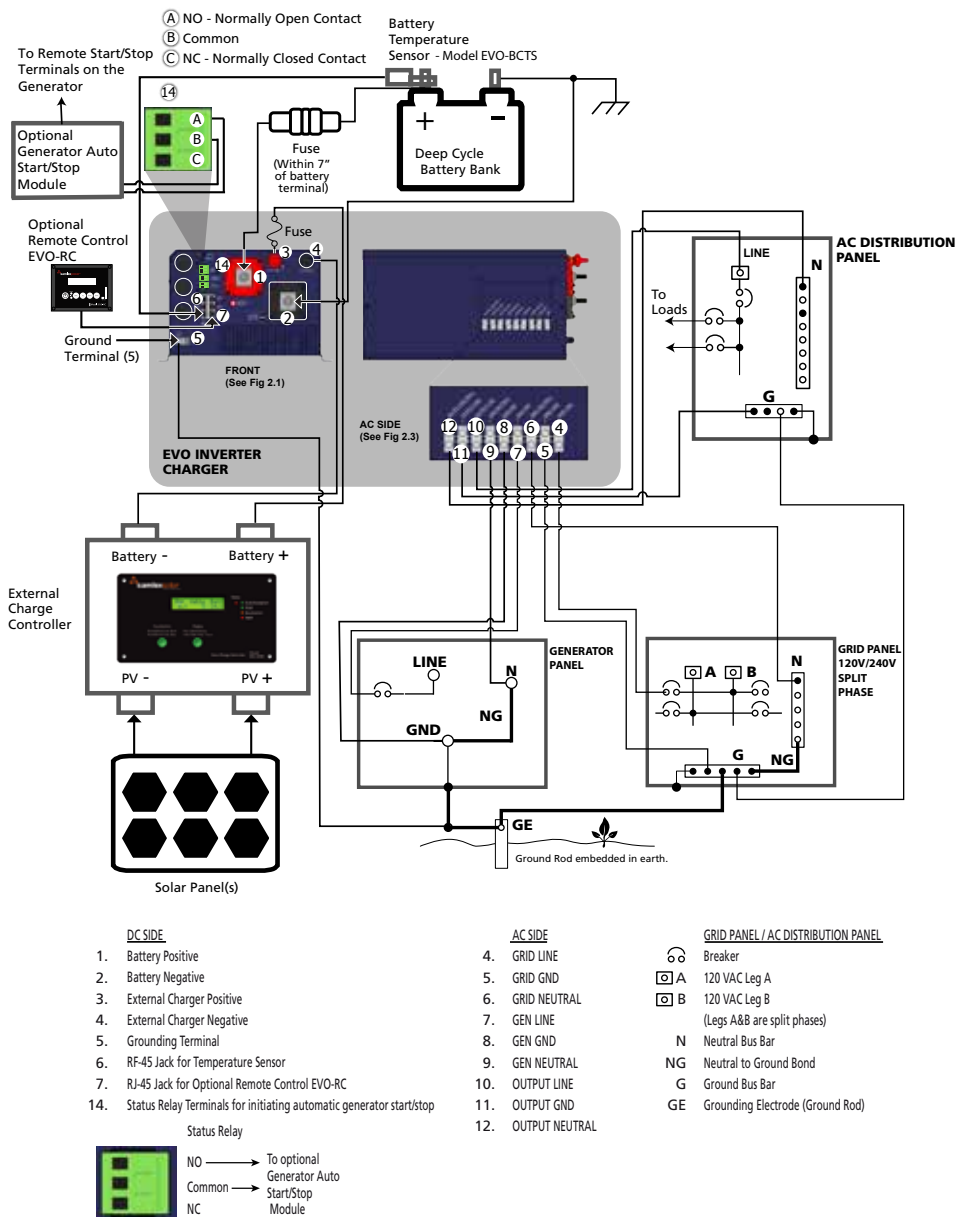 A NO - Normally Open Contact
B Common
C NC - Normally Closed Contact
To Remote Start/Stop
Terminals on the
Generator
14
A
B
C
Optional
Generator Auto
Start/Stop
Module
Battery
Temperature
Sensor - Model EVO-BCTS
Fuse
(Within 7"
of battery
terminal)
+
-
Deep Cycle
Battery Bank
Optional
Remote Control
EVO-RC
Fuse
14
3
4
1
6
7
2
5
Ground
Terminal (5)
FRONT
(See Fig 2.1)
EVO INVERTER
CHARGER
AC SIDE
(See Fig 2.3)
12
10
8
6
4
11
9
7
5
AC DISTRIBUTION
PANEL
LINE
N
To
Loads
G
Battery -
Battery +
External
Charge
Controller
PV -
PV +
Solar Panel(s)
GENERATOR
PANEL
LINE
N
NG
GND
GRID PANEL
120V/240V
SPLIT
PHASE
A
B
N
G
NG
GE
Ground Rod embedded in earth.
DC SIDE
1. Battery Positive
2. Battery Negative
3. External Charger Positive
4. External Charger Negative
5. Grounding Terminal
6. RF-45 Jack for Temperature Sensor
7. RJ-45 Jack for Optional Remote Control EVO-RC
14. Status Relay Terminals for initiating automatic generator start/stop
Status Relay
NO
Common
NC
To optional
Generator Auto
Start/Stop
Module
AC SIDE
4. GRID LINE
5. GRID GND
6. GRID NEUTRAL
7. GEN LINE
8. GEN GND
9. GEN NEUTRAL
10. OUTPUT LINE
11. OUTPUT GND
12. OUTPUT NEUTRAL
GRID PANEL / AC DISTRIBUTION PANEL
Breaker
A 120 VAC Leg A
B 120 VAC Leg B
(Legs A&B are split phases)
N Neutral Bus Bar
NG Neutral to Ground Bond
G Ground Bus Bar
GE Grounding Electrode (Ground Rod)